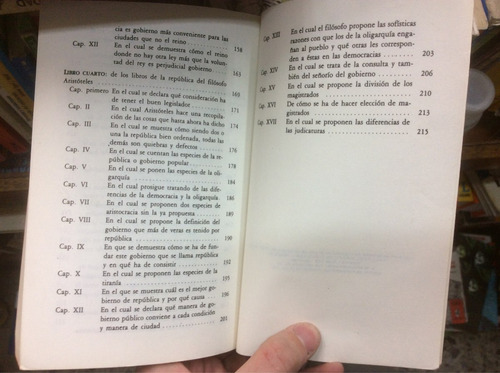 cia es gobierno más conveniente para las
ciudades que no el reino . . . . . . . . . . . . 158
Cap. XII En el cual se demuestra cómo el reino
donde no hay otra ley más que la volun-
tad del rey es perjudicial gobierno . . . . 163
LIBRO CUARTO: de los libros de la república del filósofo
Aristóteles . . . . . . . . . . . . . . . . . . . . . 169
Cap. primero En el cual se declara qué consideración ha
de tener el buen legislador . . . . . . . . . 171
Cap. II En el cual Aristóteles hace una recopila-
ción de las cosas que hasta ahora ha dicho 174
Cap. III En el cual se muestra cómo siendo dos o
una la república bien ordenada, todas las
demás son quiebras y defectos . . . . . . . 176
Cap. IV En el cual se cuentan las especies de la re-
pública o gobierno popular . . . . . . . . . 178
Cap. V En el cual se ponen las especies de la oli-
garquía . . . . . . . . . . . . . . . . . . . . . 184
Cap. VI En el cual prosigue tratando de las dife-
rencias de la democracia y la oligarquía. 186
Cap. VII En el cual se proponen dos especies de
aristocracia sin la ya propuesta . . . . . . 189
Cap. VIII En el cual se propone la definición del
gobierno que más de veras es tenido por
república . . . . . . . . . . . . . . . . . . . . 190
Cap. IX En que se demuestra cómo se ha de fun-
dar este gobierno que se llama república
y en qué ha de consistir . . . . . . . . . . . 192
Cap. X En el cual se proponen las especies de la
tiranía . . . . . . . . . . . . . . . . . . . . . . 195
Cap. XI En el que se muestra cuál es el mejor go-
bierno de república y por qué causa . . . 196
Cap. XII En el cual se declara qué manera de go-
bierno público conviene a cada condición
y manera de ciudad . . . . . . . . . . . . . . 201
Cap. XIII En el cual el filósofo propone las sofísticas
razones con que los de la oligarquía enga-
ñan al pueblo y qué otras les correspon-
den a éstas en las democracias . . . . . . . 203
Cap. XIV En el cual se trata de la consulta y tam-
bién del señorío del gobierno . . . . . . . 206
Cap. XV En el cual se propone la división de los
magistrados . . . . . . . . . . . . . . . . . . 210
Cap. XVI De cómo se ha de hacer elección de ma-
gistrados . . . . . . . . . . . . . . . . . . . . 213
Cap. XVII En el cual se proponen las diferencias de
las judicaturas . . . . . . . . . . . . . . . . 215